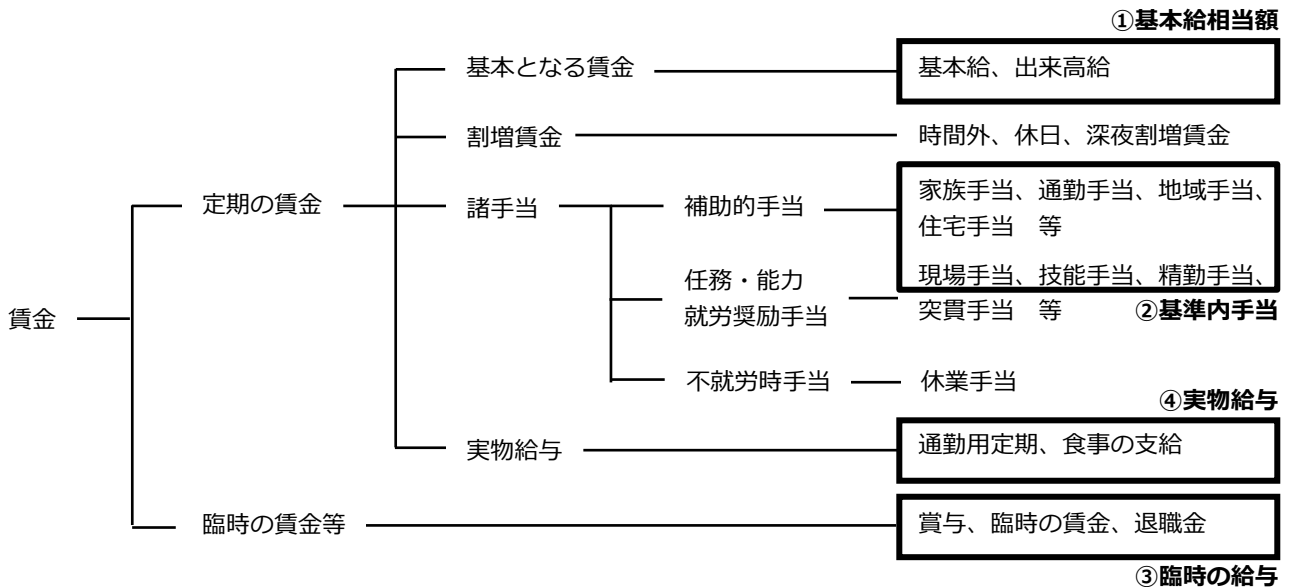 ①基本給相当額
基本となる賃金
基本給、出来高給
割増賃金
時間外、休日、深夜割増賃金
賃金
定期の賃金
諸手当
補助的手当
家族手当、通勤手当、地域手当、
住宅手当　等
任務・能力
就労奨励手当
現場手当、技能手当、精勤手当、
突貫手当　等
②基準内手当
不就労時手当
休業手当
④実物給与
実物給与
通勤用定期、食事の支給
臨時の賃金等
賞与、臨時の賃金、退職金
③臨時の給与